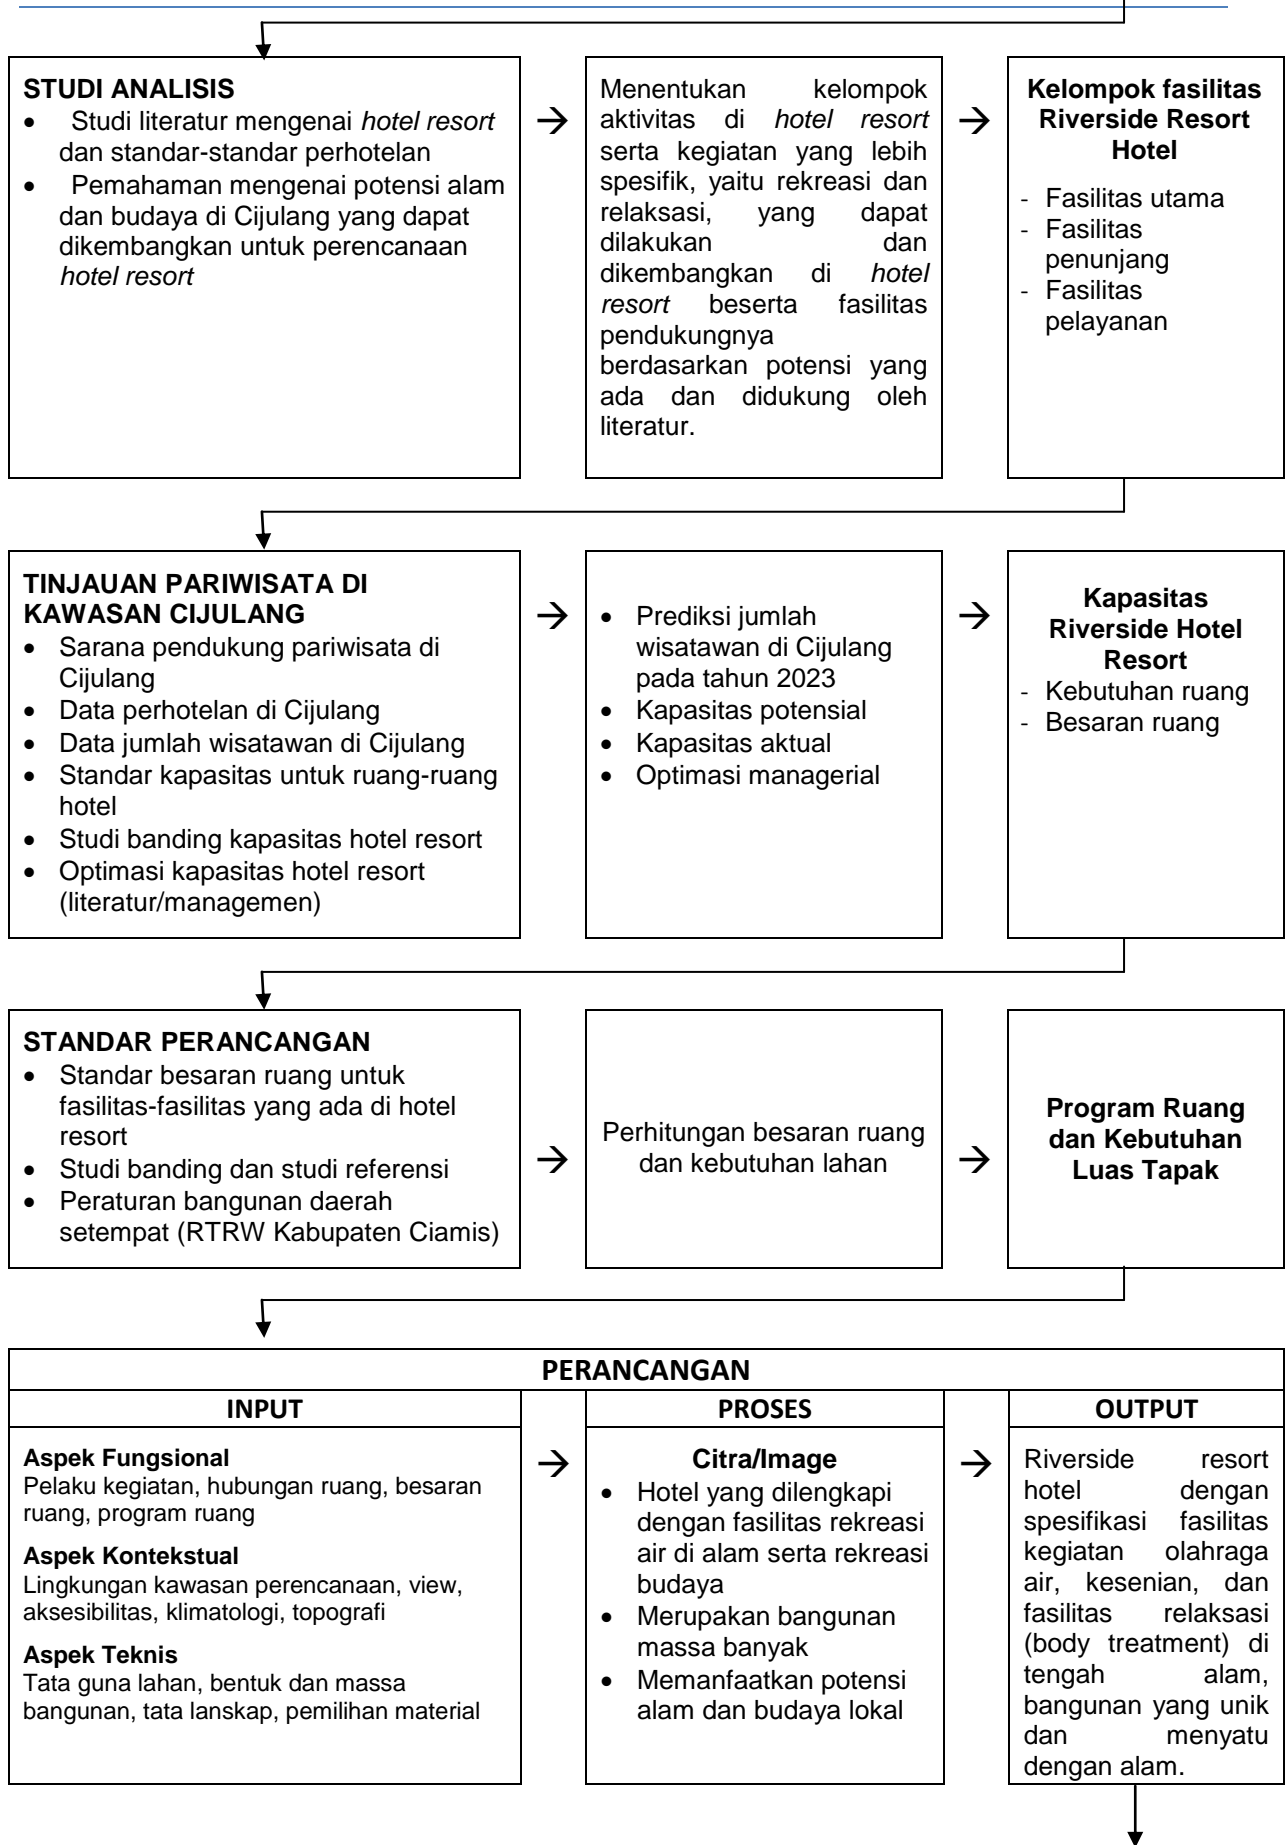 STUDI ANALISIS
• Studi literatur mengenai hotel resort
dan standar-standar perhotelan
• Pemahaman mengenai potensi alam
dan budaya di Cijulang yang dapat
dikembangkan untuk perencanaan
hotel resort
→
Menentukan kelompok
aktivitas di hotel resort
serta kegiatan yang lebih
spesifik, yaitu rekreasi dan
relaksasi, yang dapat
dilakukan dan
dikembangkan di hotel
resort beserta fasilitas
pendukungnya
berdasarkan potensi yang
ada dan didukung oleh
literatur.
→
Kelompok fasilitas
Riverside Resort
Hotel
- Fasilitas utama
- Fasilitas
penunjang
- Fasilitas
pelayanan
TINJAUAN PARIWISATA DI
KAWASAN CIJULANG
• Sarana pendukung pariwisata di
Cijulang
• Data perhotelan di Cijulang
• Data jumlah wisatawan di Cijulang
• Standar kapasitas untuk ruang-ruang
hotel
• Studi banding kapasitas hotel resort
• Optimasi kapasitas hotel resort
(literatur/managemen)
→
• Prediksi jumlah
wisatawan di Cijulang
pada tahun 2023
• Kapasitas potensial
• Kapasitas aktual
• Optimasi managerial
→
Kapasitas
Riverside Hotel
Resort
- Kebutuhan ruang
- Besaran ruang
STANDAR PERANCANGAN
• Standar besaran ruang untuk
fasilitas-fasilitas yang ada di hotel
resort
• Studi banding dan studi referensi
• Peraturan bangunan daerah
setempat (RTRW Kabupaten Ciamis)
→
Perhitungan besaran ruang
dan kebutuhan lahan
→
Program Ruang
dan Kebutuhan
Luas Tapak
PERANCANGAN
INPUT
Aspek Fungsional
Pelaku kegiatan, hubungan ruang, besaran
ruang, program ruang
Aspek Kontekstual
Lingkungan kawasan perencanaan, view,
aksesibilitas, klimatologi, topografi
Aspek Teknis
Tata guna lahan, bentuk dan massa
bangunan, tata lanskap, pemilihan material
→
PROSES
Citra/Image
• Hotel yang dilengkapi
dengan fasilitas rekreasi
air di alam serta rekreasi
budaya
• Merupakan bangunan
massa banyak
• Memanfaatkan potensi
alam dan budaya lokal
→
OUTPUT
Riverside resort
hotel dengan
spesifikasi fasilitas
kegiatan olahraga
air, kesenian, dan
fasilitas relaksasi
(body treatment) di
tengah alam,
bangunan yang unik
dan menyatu
dengan alam.